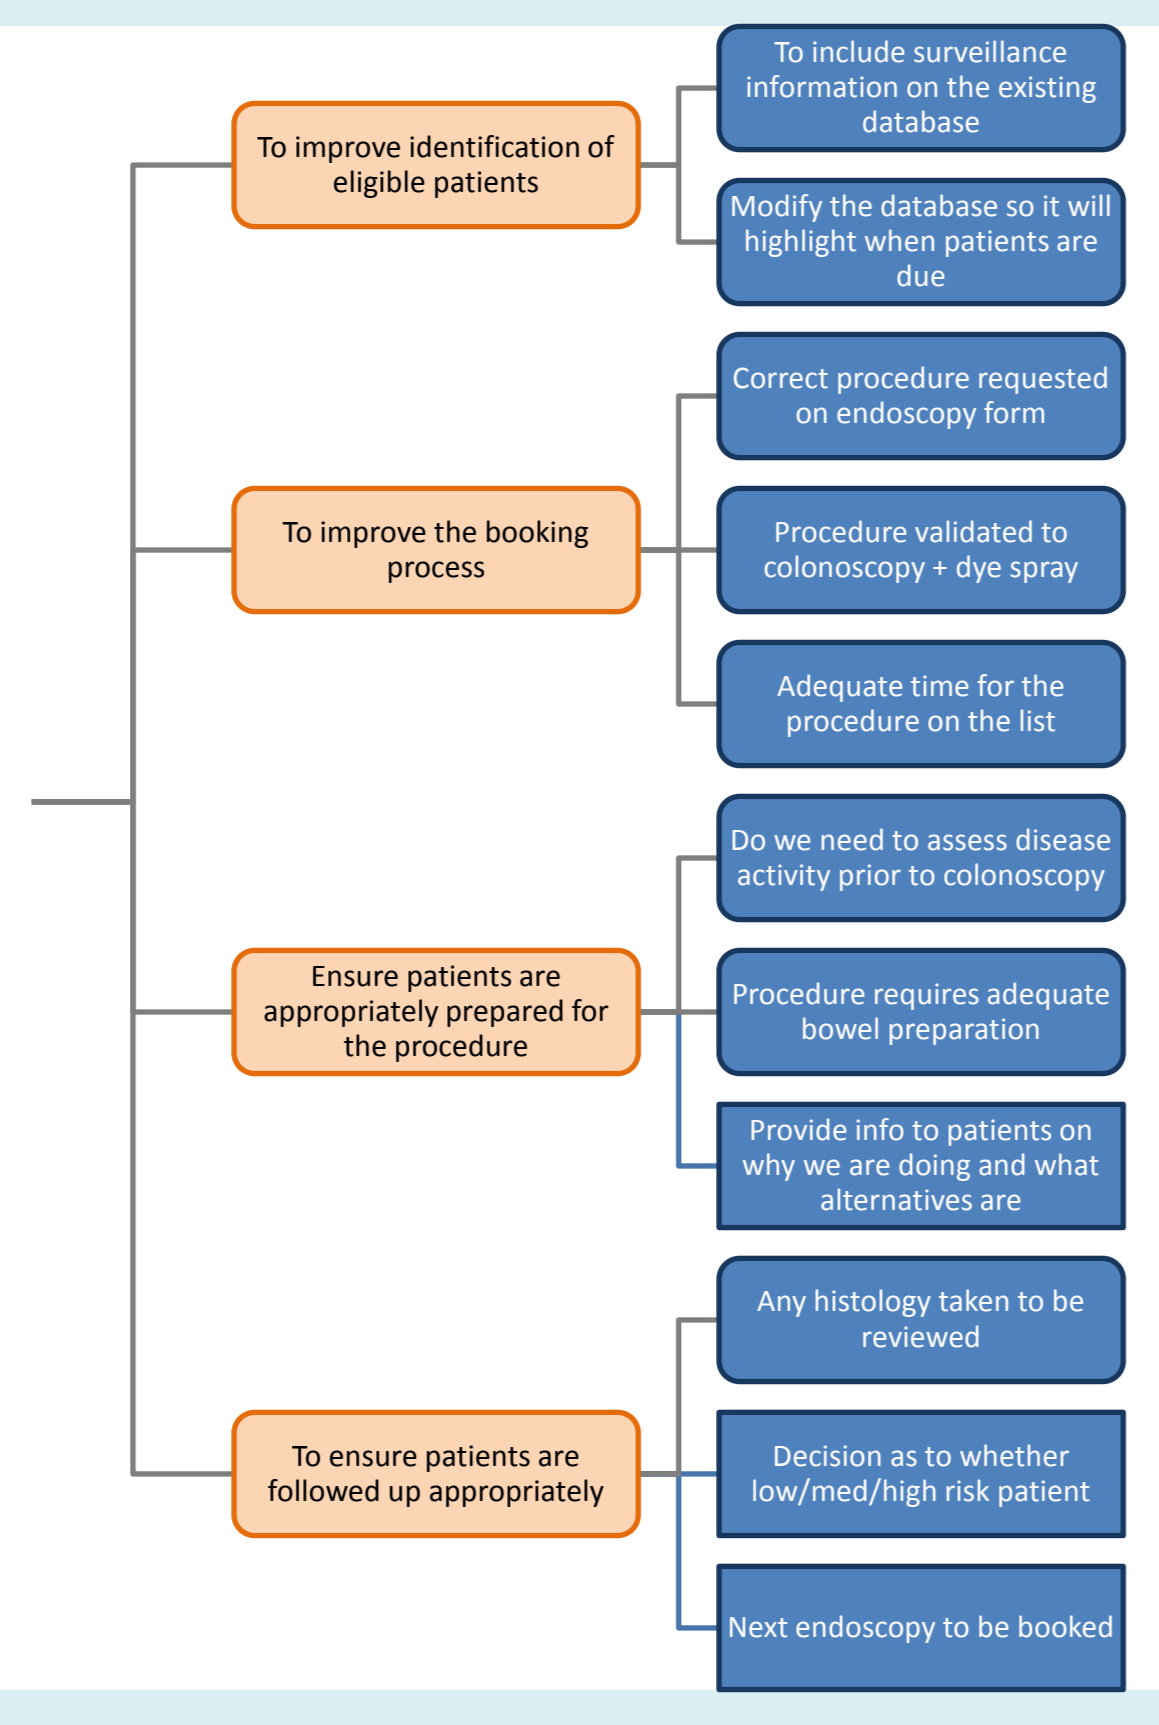 To improve identification of
eligible patients
To include surveillance
information on the existing
database
Modify the database so it will
highlight when patients are
due
To improve the booking
process
Correct procedure requested
on endoscopy form
Procedure validated to
colonoscopy + dye spray
Adequate time for the
procedure on the list
Ensure patients are
appropriately prepared for
the procedure
Do we need to assess disease
activity prior to colonoscopy
Procedure requires adequate
bowel preparation
Provide info to patients on
why we are doing and what
alternatives are
To ensure patients are
followed up appropriately
Any histology taken to be
reviewed
Decision as to whether
low/med/high risk patient
Next endoscopy to be booked